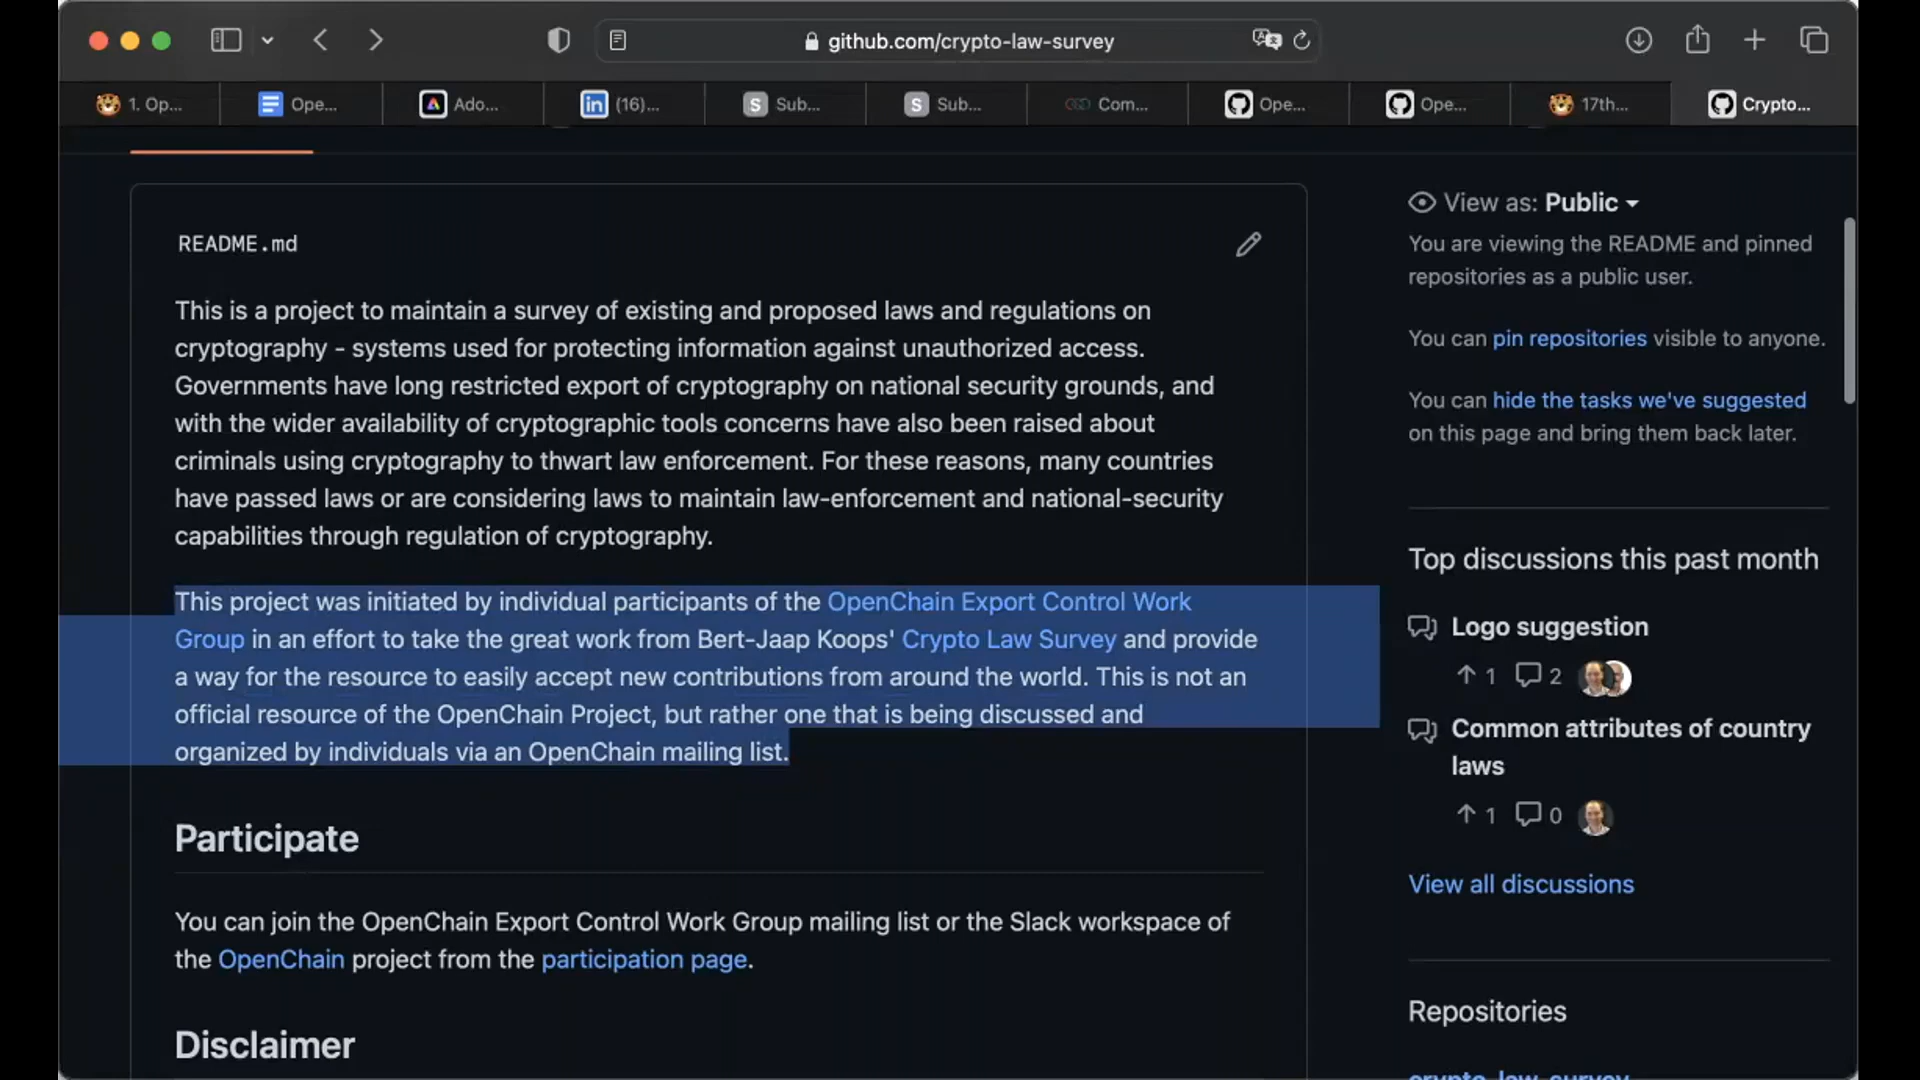 github.com/crypto-law-survey
1. Op...
Ope...
Ado...
(16)...
Sub...
Sub...
Com...
Ope...
Ope...
17th...
Crypto...
README.md
This is a project to maintain a survey of existing and proposed laws and regulations on
cryptography - systems used for protecting information against unauthorized access.
Governments have long restricted export of cryptography on national security grounds, and
with the wider availability of cryptographic tools concerns have also been raised about
criminals using cryptography to thwart law enforcement. For these reasons, many countries
have passed laws or are considering laws to maintain law-enforcement and national-security
capabilities through regulation of cryptography.
This project was initiated by individual participants of the OpenChain Export Control Work
Group in an effort to take the great work from Bert-Jaap Koops' Crypto Law Survey and provide
a way for the resource to easily accept new contributions from around the world. This is not an
official resource of the OpenChain Project, but rather one that is being discussed and
organized by individuals via an OpenChain mailing list.
Participate
You can join the OpenChain Export Control Work Group mailing list or the Slack workspace of
the OpenChain project from the participation page.
Disclaimer
View as: Public
You are viewing the README and pinned
repositories as a public user.
You can pin repositories visible to anyone.
You can hide the tasks we've suggested
on this page and bring them back later.
Top discussions this past month
Logo suggestion
1 2
Common attributes of country
laws
1 0
View all discussions
Repositories
crypto-law-survey